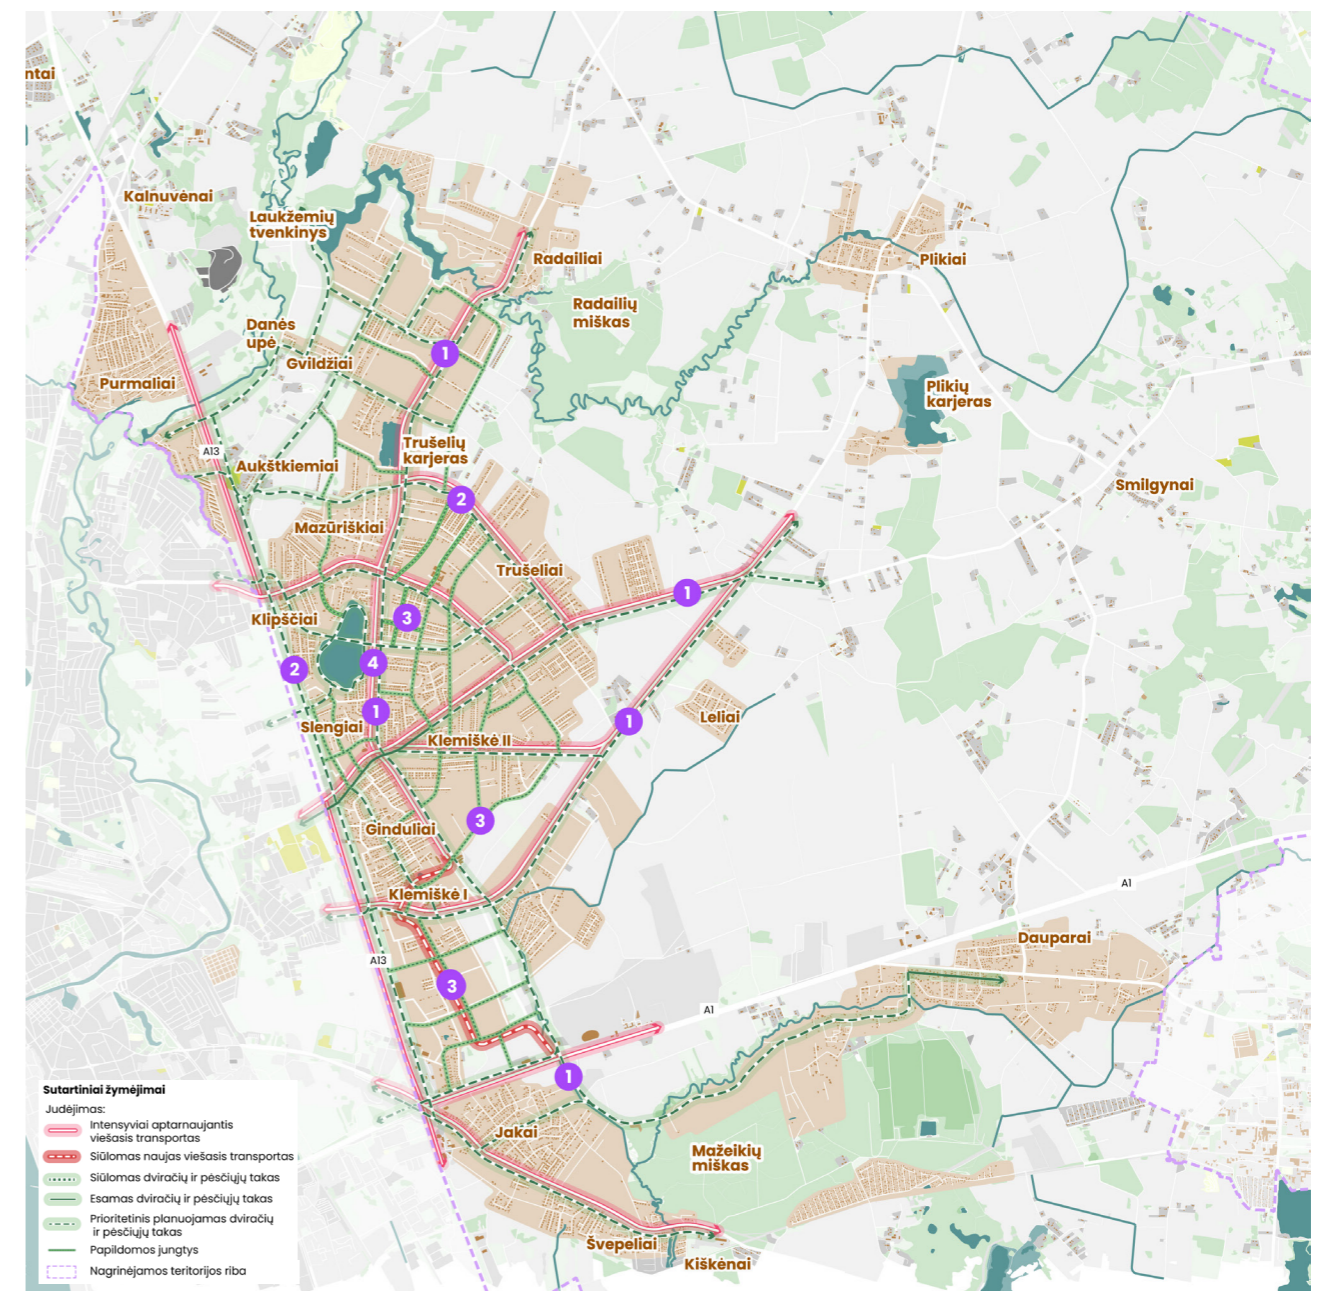 ntai
Kalnuvėnai
Laukžemių
tvenkinys
Radailiai
Plikiai
Radailių
miškas
Danės
upė
1
Gvildžiai
Purmaliai
Plikių
karjeras
A13
Trušelių
karjeras
Aukštkiemiai
Smilgynai
2
Mazūriškiai
Trušeliai
1
Klipščiai
3
2
4
1
Leliai
1
Slengiai
Klemiškė II
3
Ginduliai
A1
Klemiškė I
Dauparai
A13
3
A1
1
Jakai
Mažeikių
miškas
Švepeliai
Kiškėnai
Sutartiniai žymėjimai
Judėjimas:
Intensyviai aptarnaujantis
viešasis transportas
Siūlomas naujas viešasis transportas
Siūlomas dviračių ir pėsčiųjų takas
Esamas dviračių ir pėsčiųjų takas
Prioritetinis planuojamas dviračių
ir pėsčiųjų takas
Papildomos jungtys
Nagrinėjamos teritorijos riba